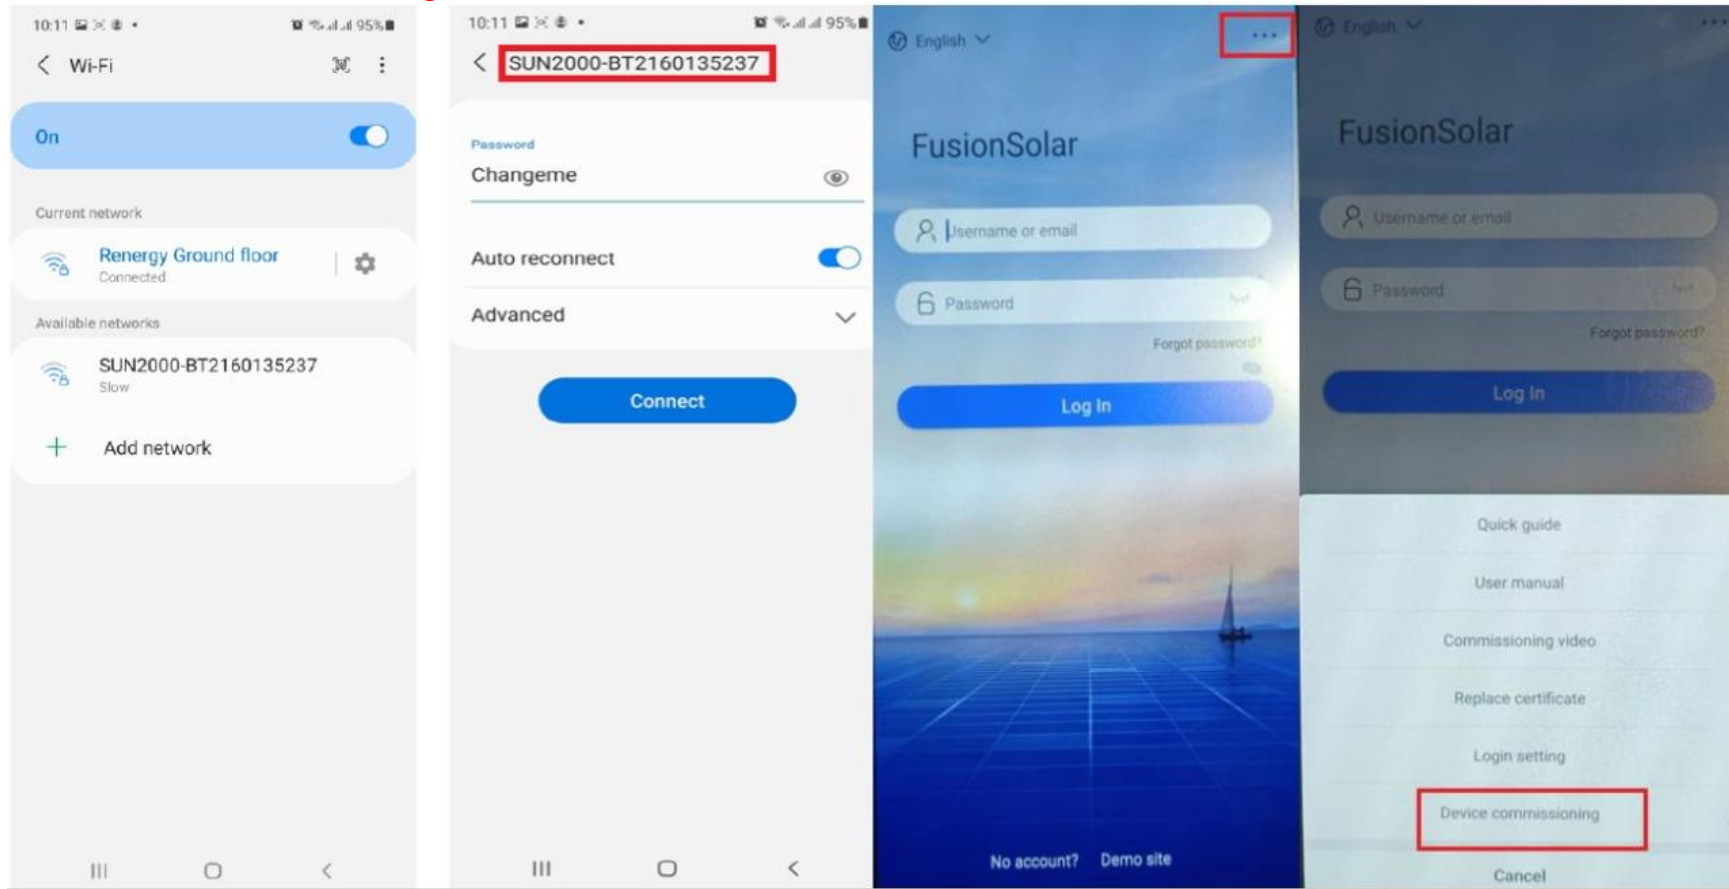 10:11
95%
Wi-Fi
On
Current network
Renergy Ground floor
Connected
Available networks
SUN2000-BT2160135237
Slow
Add network
10:11
95%
SUN2000-BT2160135237
Password
Changeme
Auto reconnect
Advanced
Connect
English
FusionSolar
Username or email
Password
Forgot password?
Log In
No account? Demo site
English
FusionSolar
Username or email
Password
Forgot password?
Log In
Quick guide
User manual
Commissioning video
Replace certificate
Login setting
Device commissioning
Cancel